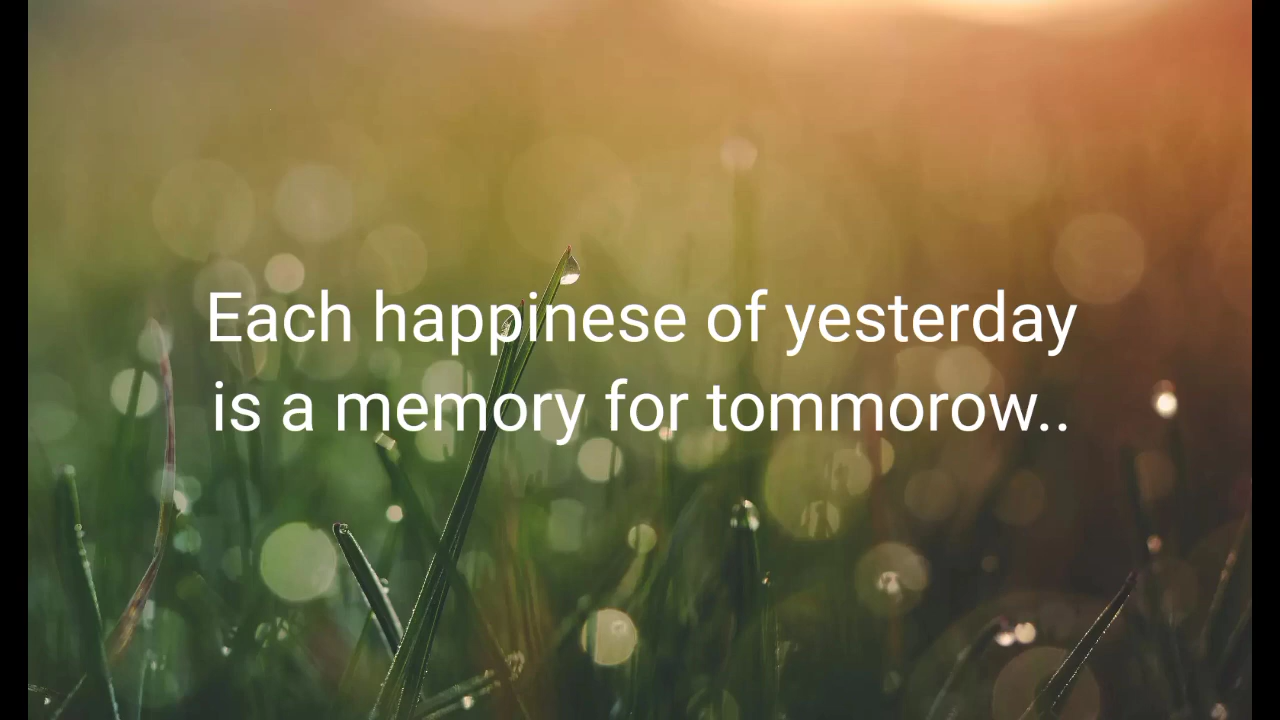 Each happinese of yesterday
is a memory for tommorow..